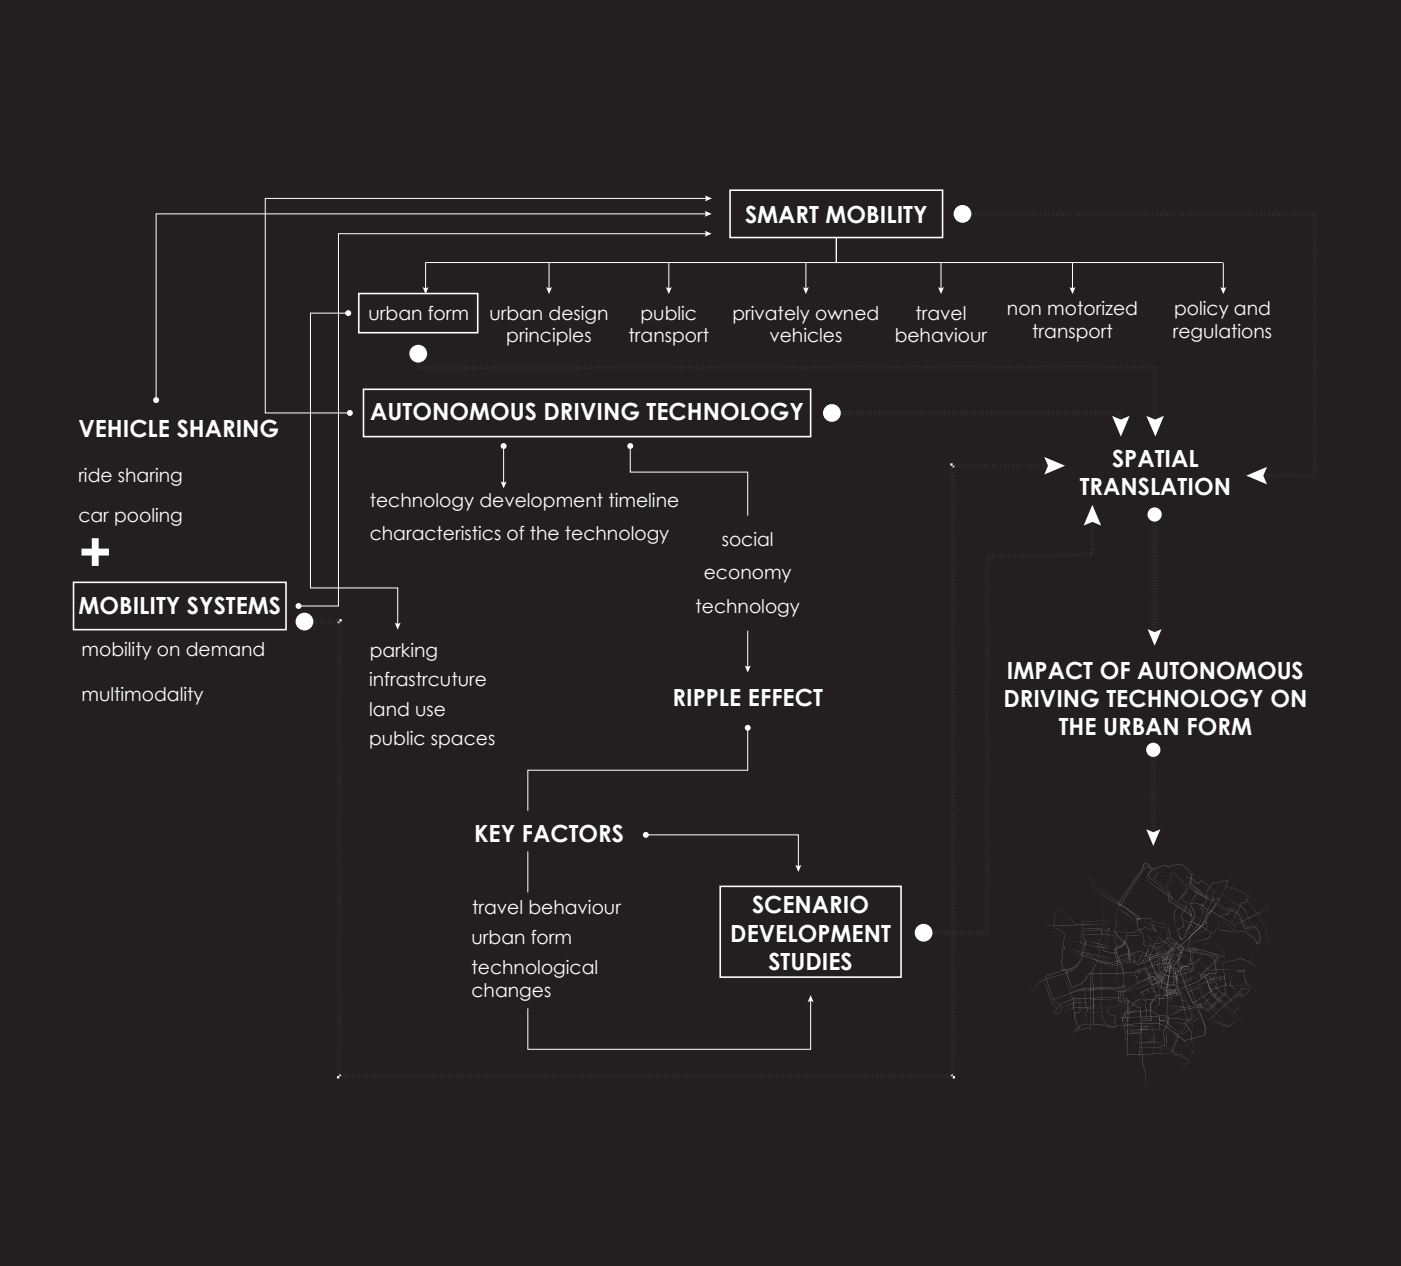 SMART MOBILITY
urban form
urban design
principles
public
transport
privately owned
vehicles
travel
behaviour
non motorized
transport
policy and
regulations
AUTONOMOUS DRIVING TECHNOLOGY
technology development timeline
characteristics of the technology
VEHICLE SHARING
ride sharing
car pooling
+
MOBILITY SYSTEMS
mobility on demand
multimodality
parking
infrastrcuture
land use
public spaces
social
economy
technology
RIPPLE EFFECT
KEY FACTORS
travel behaviour
urban form
technological
changes
SCENARIO
DEVELOPMENT
STUDIES
SPATIAL
TRANSLATION
IMPACT OF AUTONOMOUS
DRIVING TECHNOLOGY ON
THE URBAN FORM